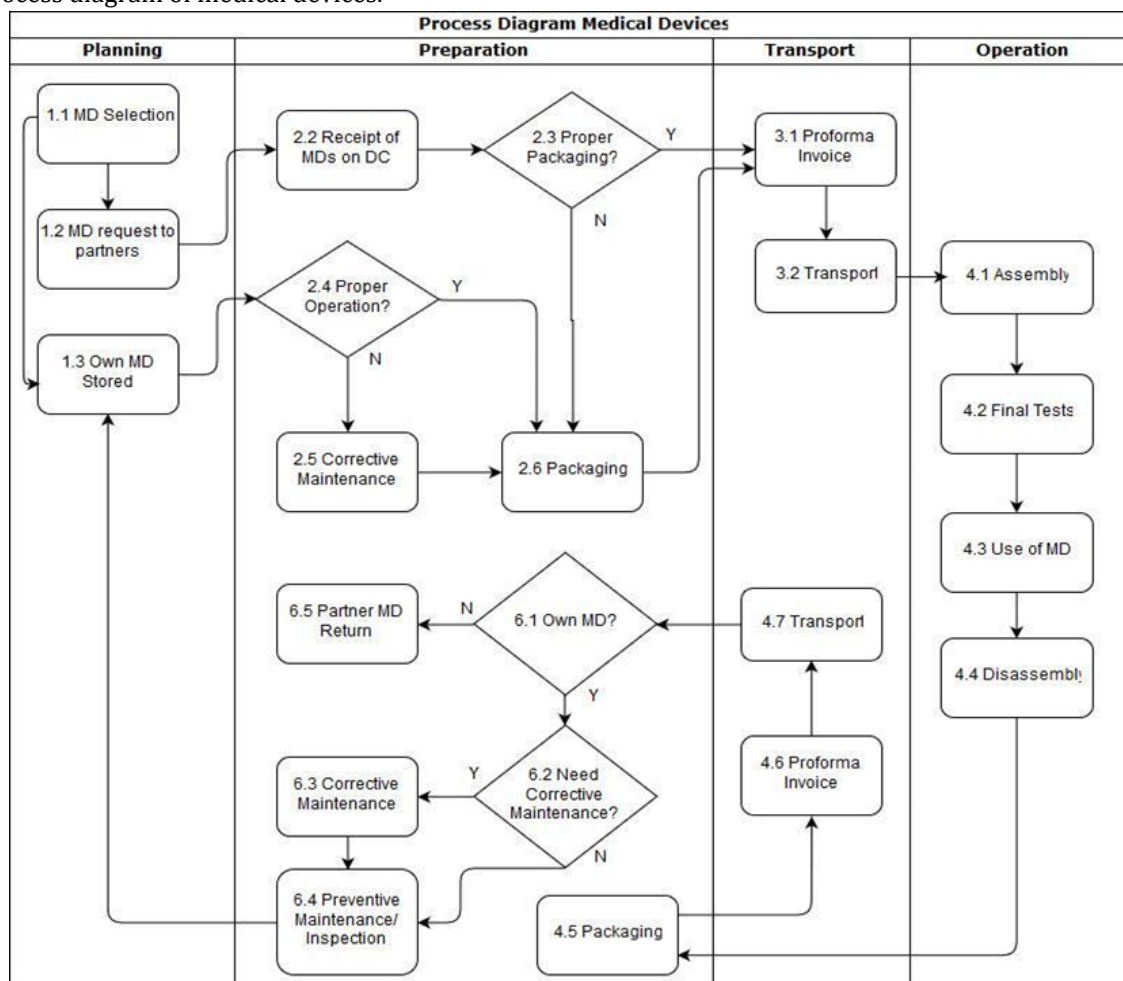 ocess diagram of medical devices.
Process Diagram Medical Devices
Planning
Preparation
Transport
Operation
1.1 MD Selection
1.2 MD request to
partners
1.3 Own MD
Stored
2.2 Receipt of
MDs on DC
2.3 Proper
Packaging?
Y
N
2.4 Proper
Operation?
Y
N
2.5 Corrective
Maintenance
2.6 Packaging
3.1 Proforma
Invoice
3.2 Transport
4.1 Assembly
4.2 Final Tests
4.3 Use of MD
4.4 Disassembly
4.5 Packaging
4.6 Proforma
Invoice
4.7 Transport
6.1 Own MD?
N
Y
6.5 Partner MD
Return
6.2 Need
Corrective
Maintenance?
Y
N
6.3 Corrective
Maintenance
6.4 Preventive
Maintenance/
Inspection